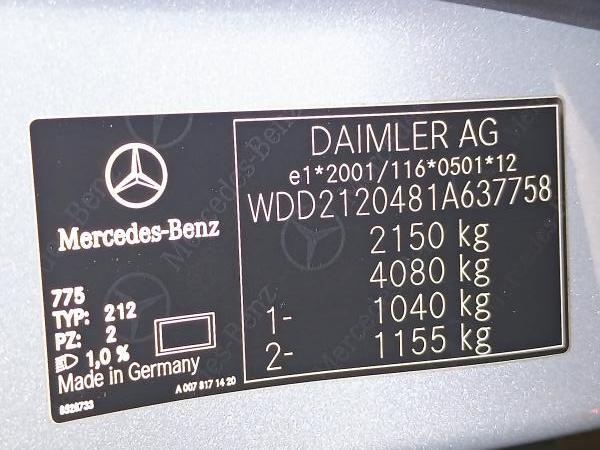 Mercedes-Benz
775
TYP: 212
PZ: 2
1,0 %
Made in Germany
A 007 817 14 20
DAIMLER AG
e1*2001/116*0501*12
WDD2120481A637758
2150 kg
4080 kg
1- 1040 kg
2- 1155 kg